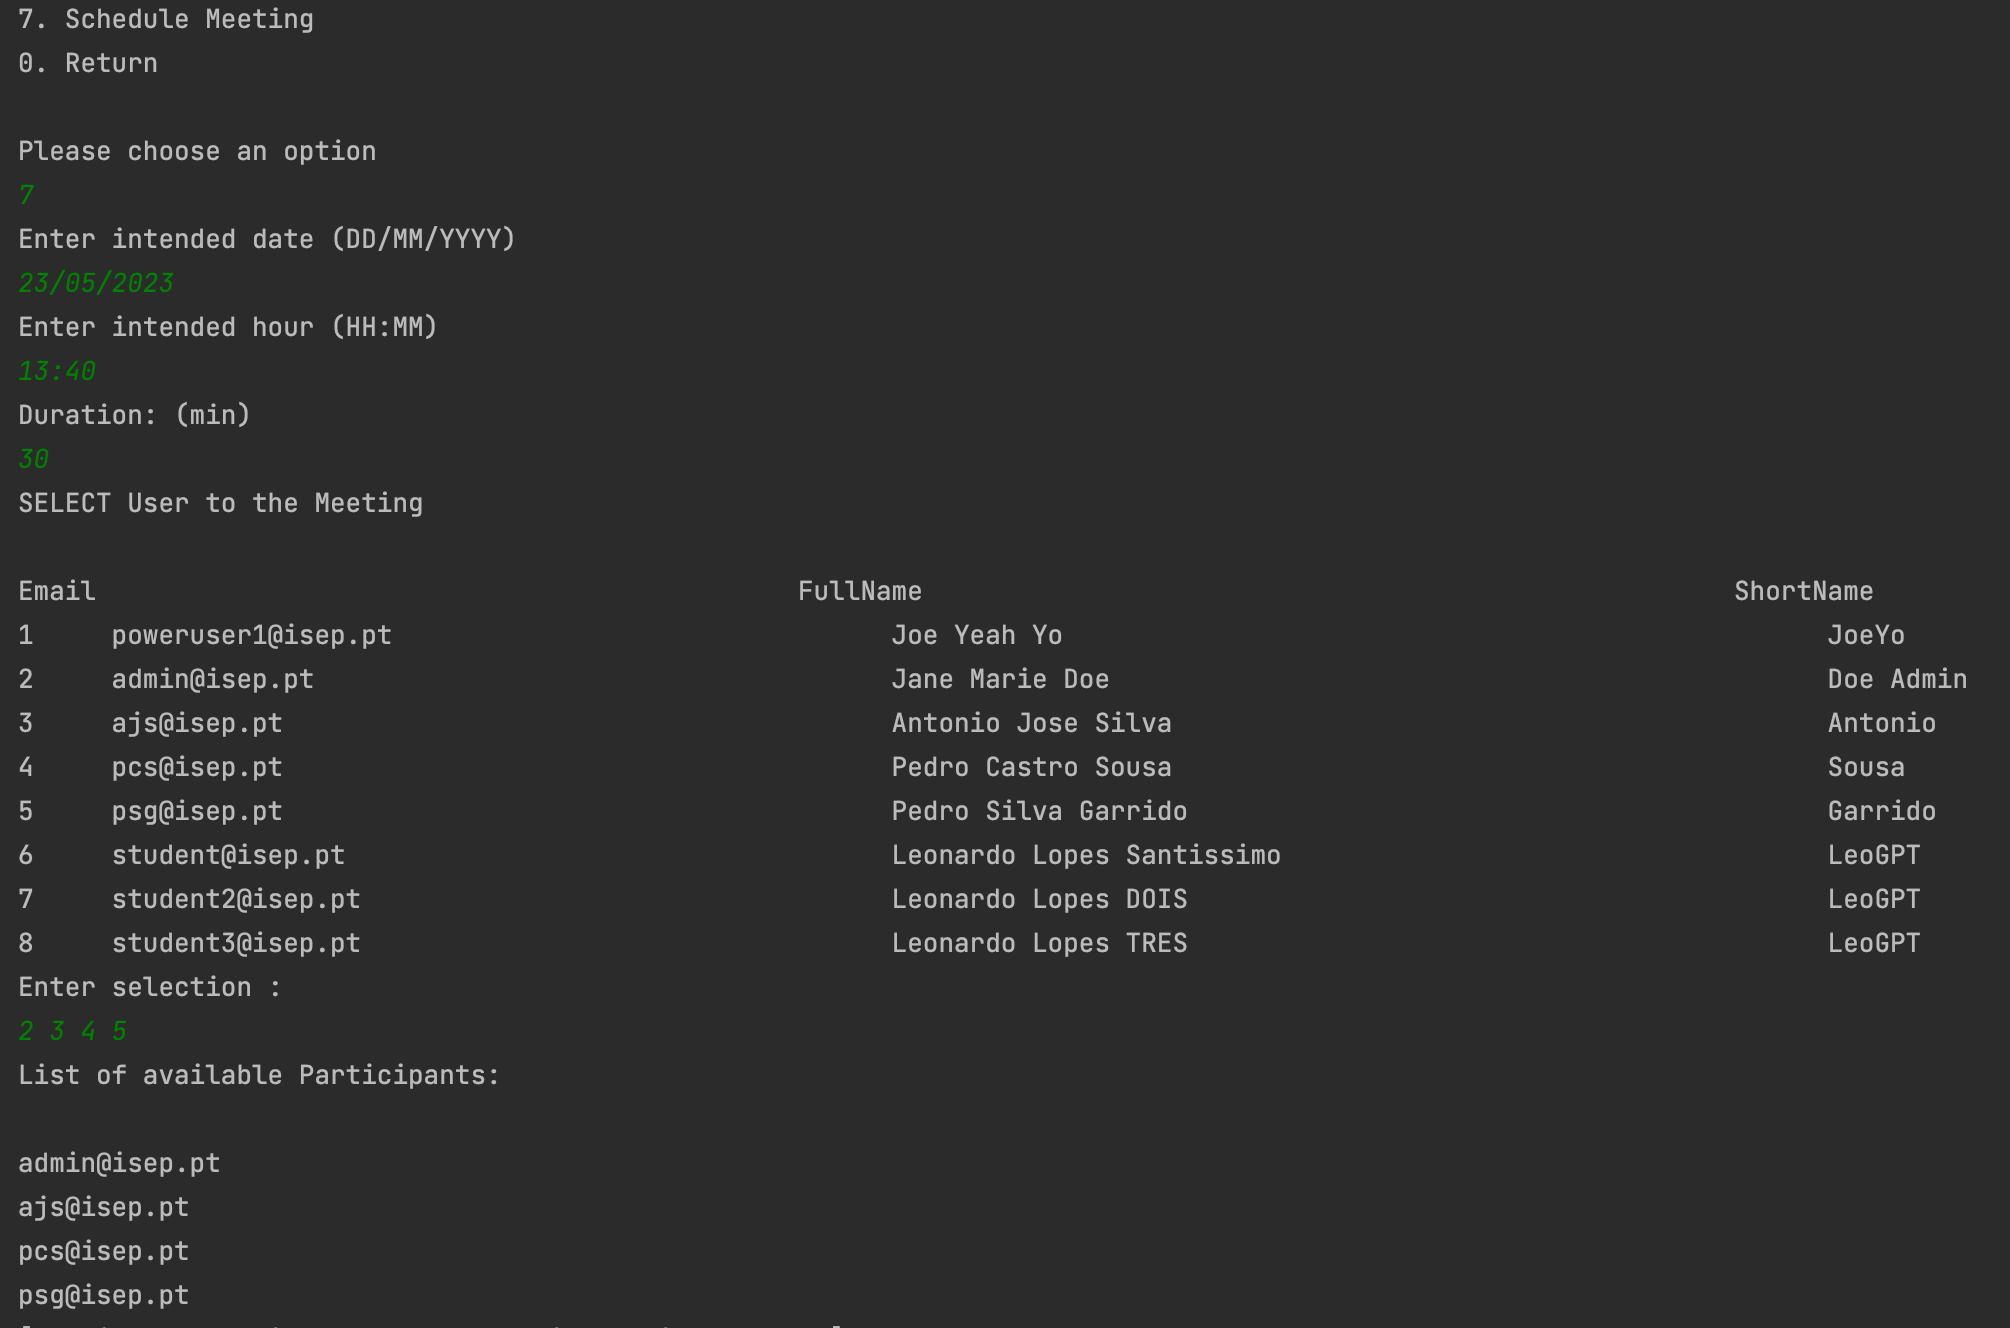 7. Schedule Meeting
0. Return
Please choose an option
7
Enter intended date (DD/MM/YYYY)
23/05/2023
Enter intended hour (HH:MM)
13:40
Duration: (min)
30
SELECT User to the Meeting
Email FullName ShortName
1 poweruser1@isep.pt Joe Yeah Yo JoeYo
2 admin@isep.pt Jane Marie Doe Doe Admin
3 ajs@isep.pt Antonio Jose Silva Antonio
4 pcs@isep.pt Pedro Castro Sousa Sousa
5 psg@isep.pt Pedro Silva Garrido Garrido
6 student@isep.pt Leonardo Lopes Santissimo LeoGPT
7 student2@isep.pt Leonardo Lopes DOIS LeoGPT
8 student3@isep.pt Leonardo Lopes TRES LeoGPT
Enter selection :
2 3 4 5
List of available Participants:
admin@isep.pt
ajs@isep.pt
pcs@isep.pt
psg@isep.pt